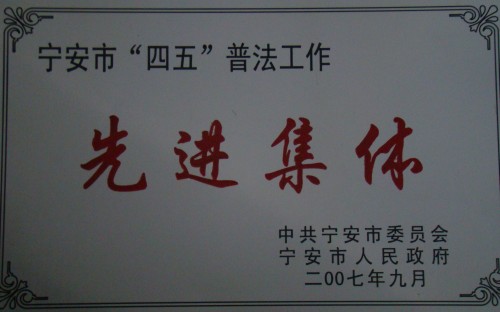 宁安市“四五”普法工作
先进集体
中共宁安市委员会
宁安市人民政府
二00七年九月